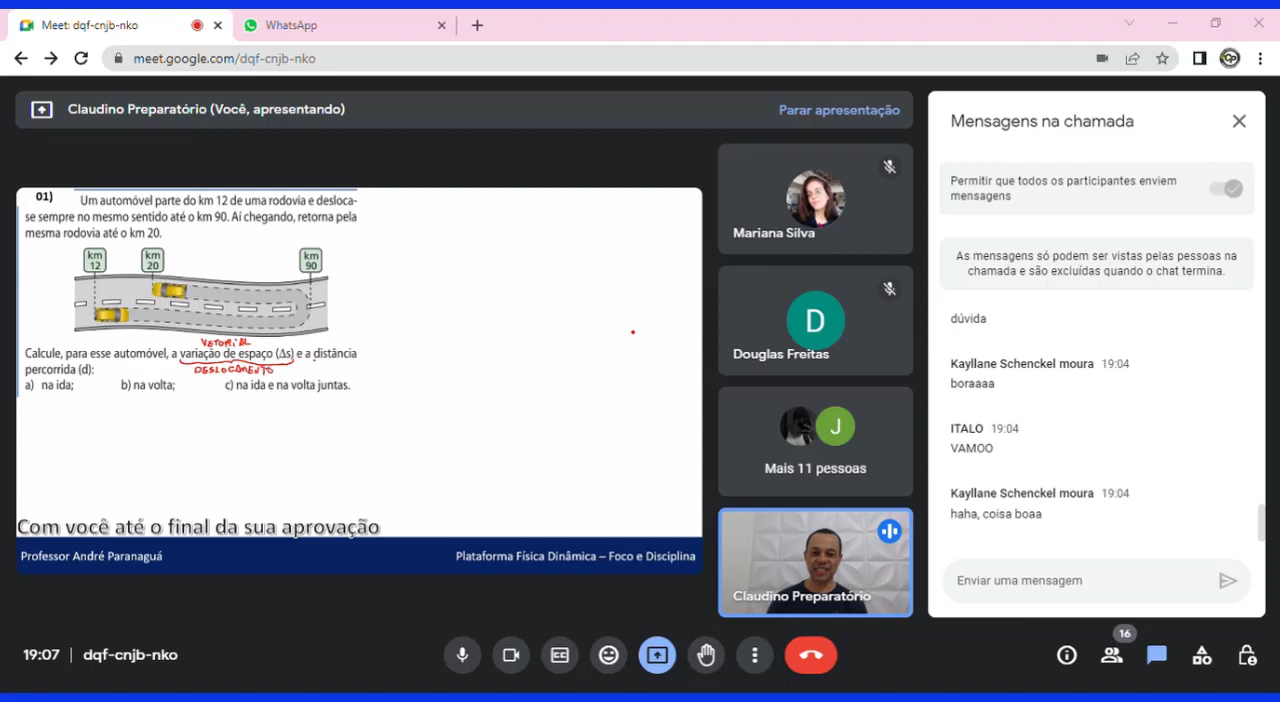 Meet: dqf-cnjb-nko
WhatsApp
meet.google.com/dqf-cnjb-nko
Claudino Preparatório (Você, apresentando)
Parar apresentação
01) Um automóvel parte do km 12 de uma rodovia e desloca-
se sempre no mesmo sentido até o km 90. Aí chegando, retorna pela
mesma rodovia até o km 20.
km
12
km
20
km
90
VETORIAL
Calcule, para esse automóvel, a variação de espaço (Δs) e a distância
DESLOCAMENTO
percorrida (d):
a) na ida; b) na volta; c) na ida e na volta juntas.
Com você até o final da sua aprovação
Professor André Paranaguá
Plataforma Física Dinâmica – Foco e Disciplina
Mariana Silva
D
Douglas Freitas
J
Mais 11 pessoas
Claudino Preparatório
Mensagens na chamada
Permitir que todos os participantes enviem
mensagens
As mensagens só podem ser vistas pelas pessoas na
chamada e são excluídas quando o chat termina.
dúvida
Kayllane Schenckel moura 19:04
boraaaa
ITALO 19:04
VAMOO
Kayllane Schenckel moura 19:04
haha, coisa boaa
Enviar uma mensagem
19:07 | dqf-cnjb-nko
16